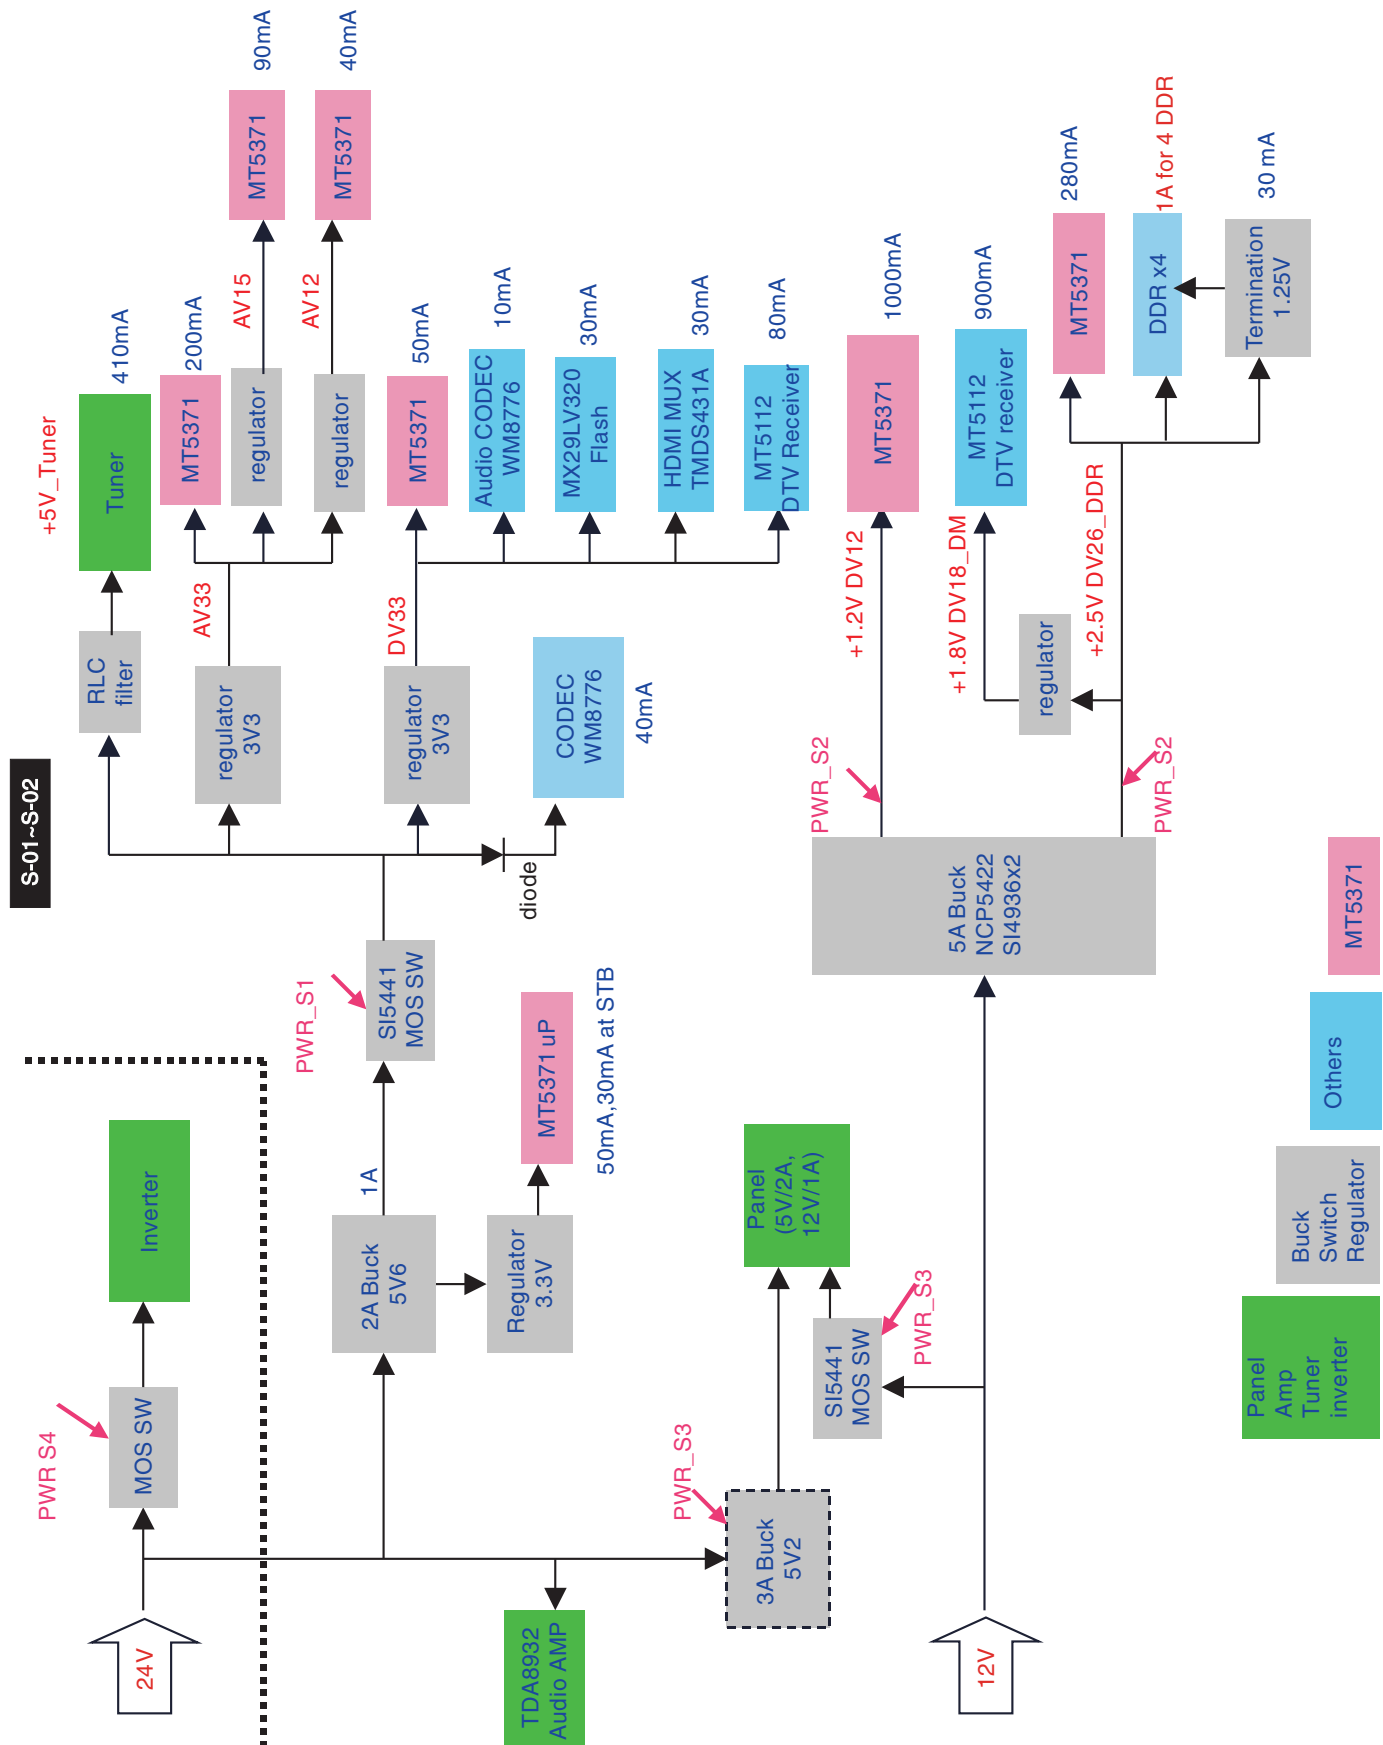 S-01~S-02
24V
PWR S4
MOS SW
Inverter
TDA8932
Audio AMP
2A Buck
5V6
1A
Regulator
3.3V
MT5371 uP
50mA,30mA at STB
PWR_S1
SI5441
MOS SW
diode
RLC
filter
+5V_Tuner
Tuner
410mA
regulator
3V3
AV33
MT5371
200mA
regulator
AV15
MT5371
90mA
regulator
AV12
MT5371
40mA
regulator
3V3
DV33
MT5371
50mA
Audio CODEC
WM8776
10mA
MX29LV320
Flash
30mA
HDMI MUX
TMDS431A
30mA
MT5112
DTV Receiver
80mA
CODEC
WM8776
40mA
3A Buck
5V2
PWR_S3
Panel
(5V/2A,
12V/1A)
SI5441
MOS SW
PWR_S3
12V
5A Buck
NCP5422
SI4936x2
PWR_S2
+1.2V DV12
MT5371
1000mA
PWR_S2
regulator
+1.8V DV18_DM
MT5112
DTV receiver
900mA
+2.5V DV26_DDR
MT5371
280mA
DDR x4
1A for 4 DDR
Termination
1.25V
30 mA
Panel
Amp
Tuner
inverter
Buck
Switch
Regulator
Others
MT5371